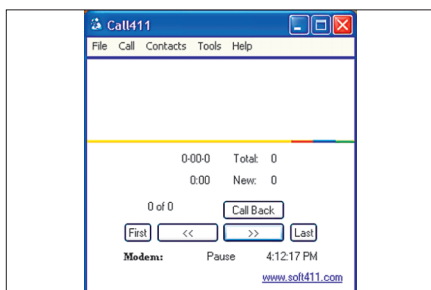 Call411
File Call Contacts Tools Help
0-00-0 Total: 0
0:00 New: 0
0 of 0 Call Back
First << >> Last
Modem: Pause 4:12:17 PM
www.soft411.com